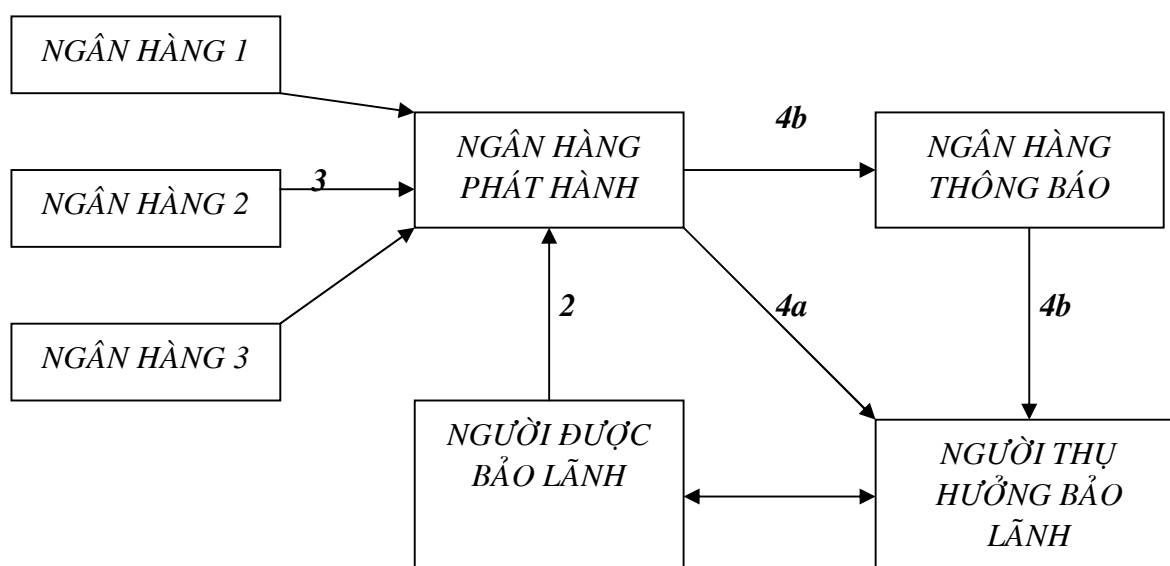 NGÂN HÀNG 1
NGÂN HÀNG
PHÁT HÀNH
4b
NGÂN HÀNG
THÔNG BÁO
NGÂN HÀNG 2
3
2
4a
4b
NGÂN HÀNG 3
NGƯỜI ĐƯỢC
BẢO LÃNH
NGƯỜI THỤ
HƯỞNG BẢO
LÃNH